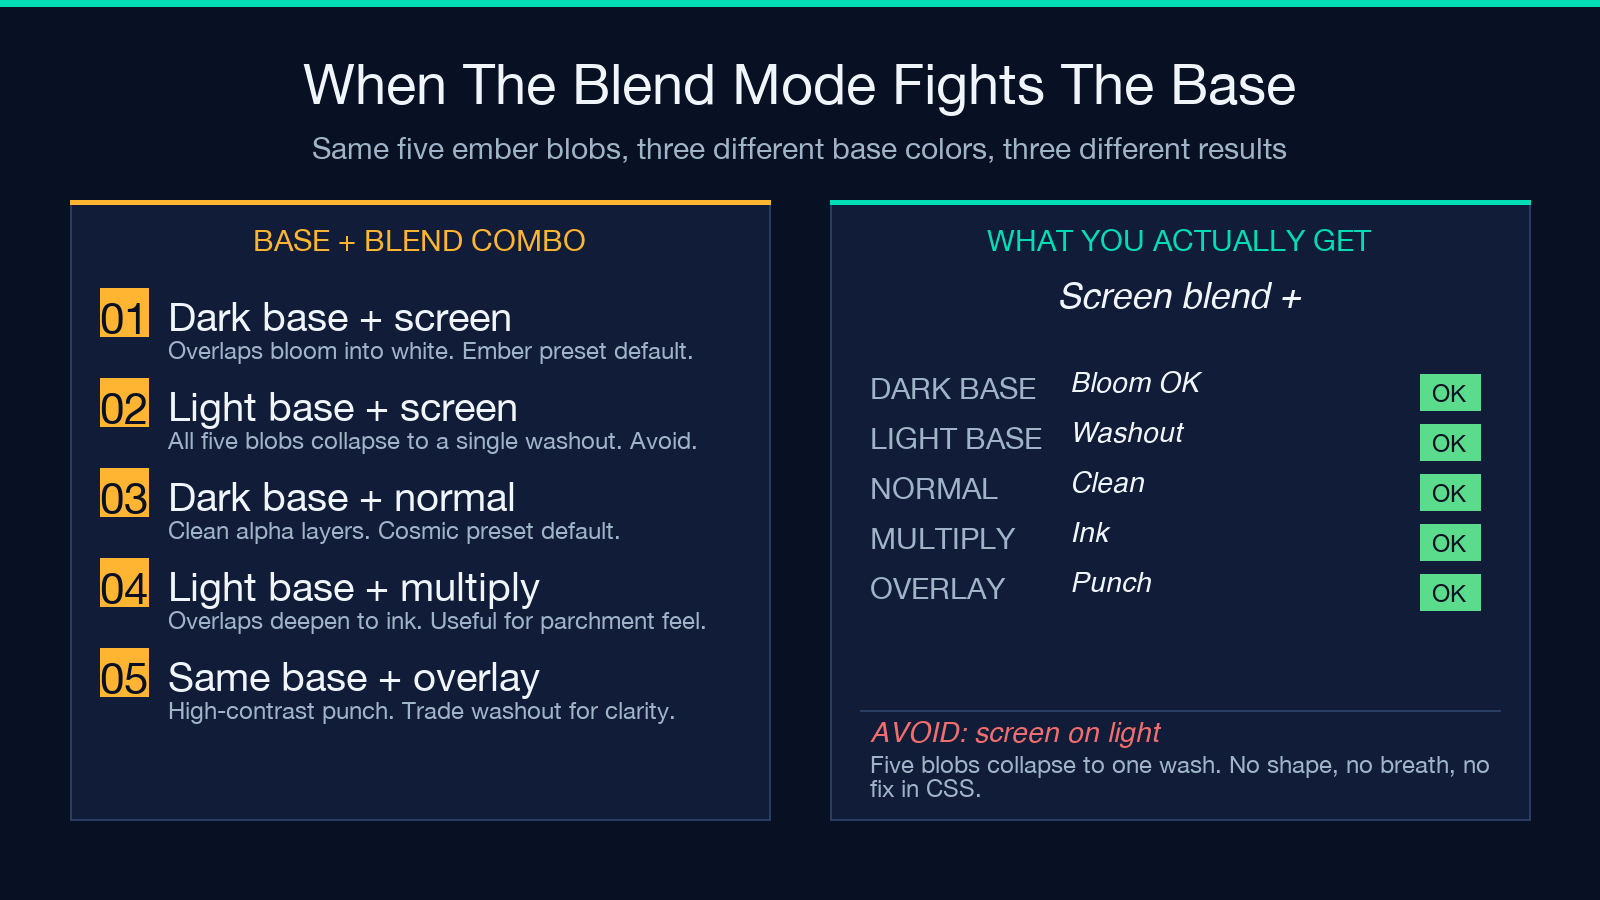 When The Blend Mode Fights The Base
Same five ember blobs, three different base colors, three different results
BASE + BLEND COMBO
01 Dark base + screen
Overlaps bloom into white. Ember preset default.
02 Light base + screen
All five blobs collapse to a single washout. Avoid.
03 Dark base + normal
Clean alpha layers. Cosmic preset default.
04 Light base + multiply
Overlaps deepen to ink. Useful for parchment feel.
05 Same base + overlay
High-contrast punch. Trade washout for clarity.
WHAT YOU ACTUALLY GET
Screen blend +
DARK BASE Bloom OK OK
LIGHT BASE Washout OK
NORMAL Clean OK
MULTIPLY Ink OK
OVERLAY Punch OK
AVOID: screen on light
Five blobs collapse to one wash. No shape, no breath, no
fix in CSS.